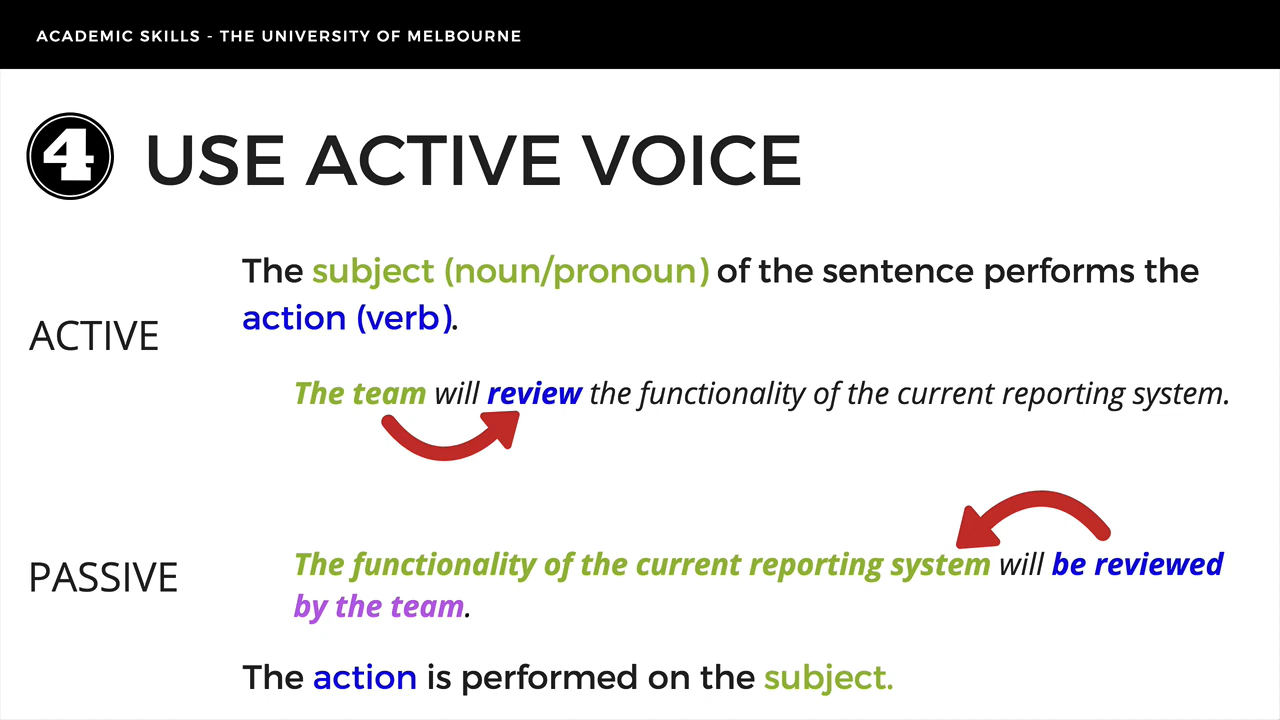 ACADEMIC SKILLS - THE UNIVERSITY OF MELBOURNE
4 USE ACTIVE VOICE
ACTIVE
The subject (noun/pronoun) of the sentence performs the
action (verb).
The team will review the functionality of the current reporting system.
PASSIVE
The functionality of the current reporting system will be reviewed
by the team.
The action is performed on the subject.